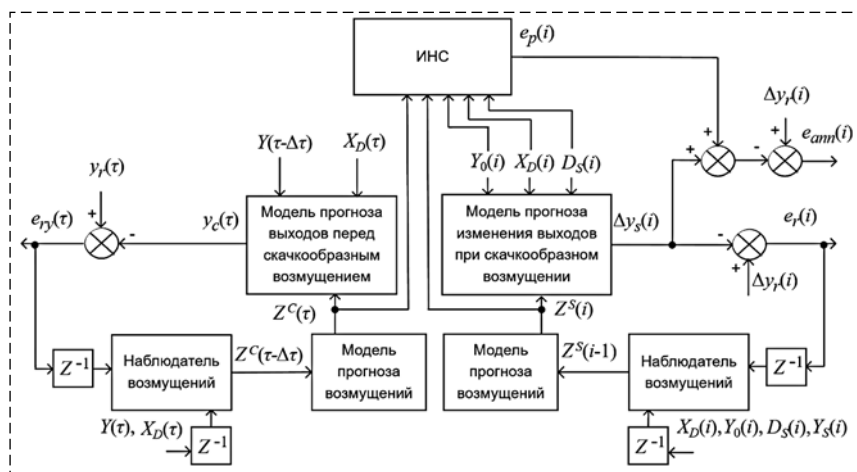 e_p(i)
ИНС
Δy_r(i)
Y(τ-Δτ)
X_D(τ)
+
+
-
e_ann(i)
Y_0(i)
X_D(i)
D_S(i)
+
y_r(τ)
e_ry(τ)
+
-
y_c(τ)
Модель прогноза
выходов перед
скачкообразным
возмущением
Модель прогноза
изменения выходов
при скачкообразном
возмущении
Δy_s(i)
-
e_r(i)
+
Δy_r(i)
Z^C(τ)
Z^S(i)
Z^-1
Наблюдатель
возмущений
Z^C(τ-Δτ)
Модель
прогноза
возмущений
Модель
прогноза
возмущений
Z^S(i-1)
Наблюдатель
возмущений
Z^-1
Y(τ), X_D(τ)
Z^-1
Z^-1
X_D(i), Y_0(i), D_S(i), Y_S(i)